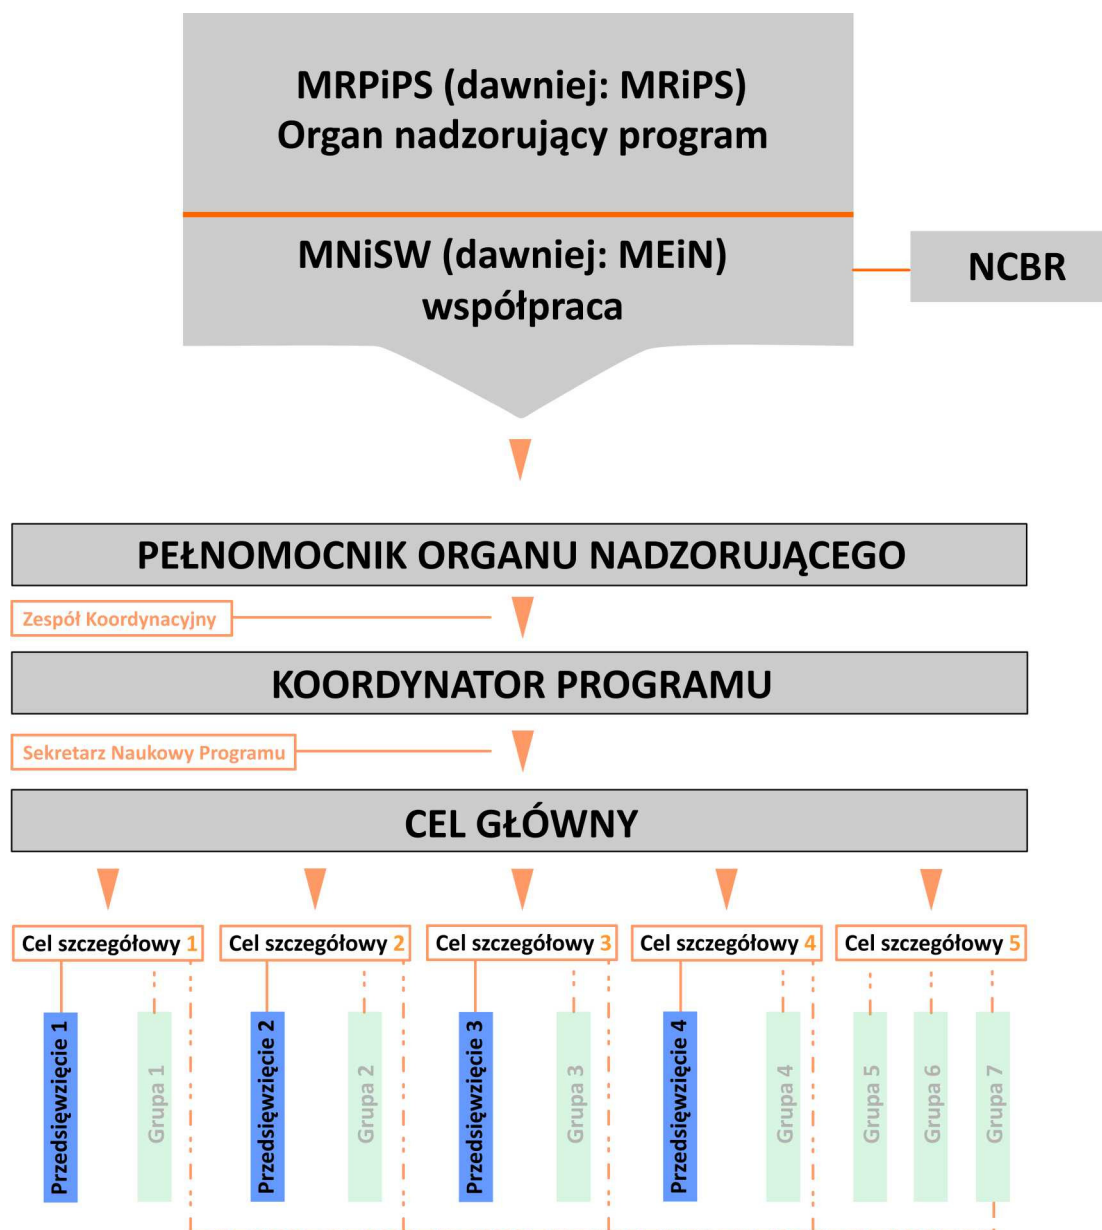 MRPiPS (dawniej: MRiPS)
Organ nadzorujący program
MNiSW (dawniej: MEiN)
współpraca
NCBR
PEŁNOMOCNIK ORGANU NADZORUJĄCEGO
Zespół Koordynacyjny
KOORDYNATOR PROGRAMU
Sekretarz Naukowy Programu
CEL GŁÓWNY
Cel szczegółowy 1
Cel szczegółowy 2
Cel szczegółowy 3
Cel szczegółowy 4
Cel szczegółowy 5
Przedsięwzięcie 1
Grupa 1
Przedsięwzięcie 2
Grupa 2
Przedsięwzięcie 3
Grupa 3
Przedsięwzięcie 4
Grupa 4
Grupa 5
Grupa 6
Grupa 7